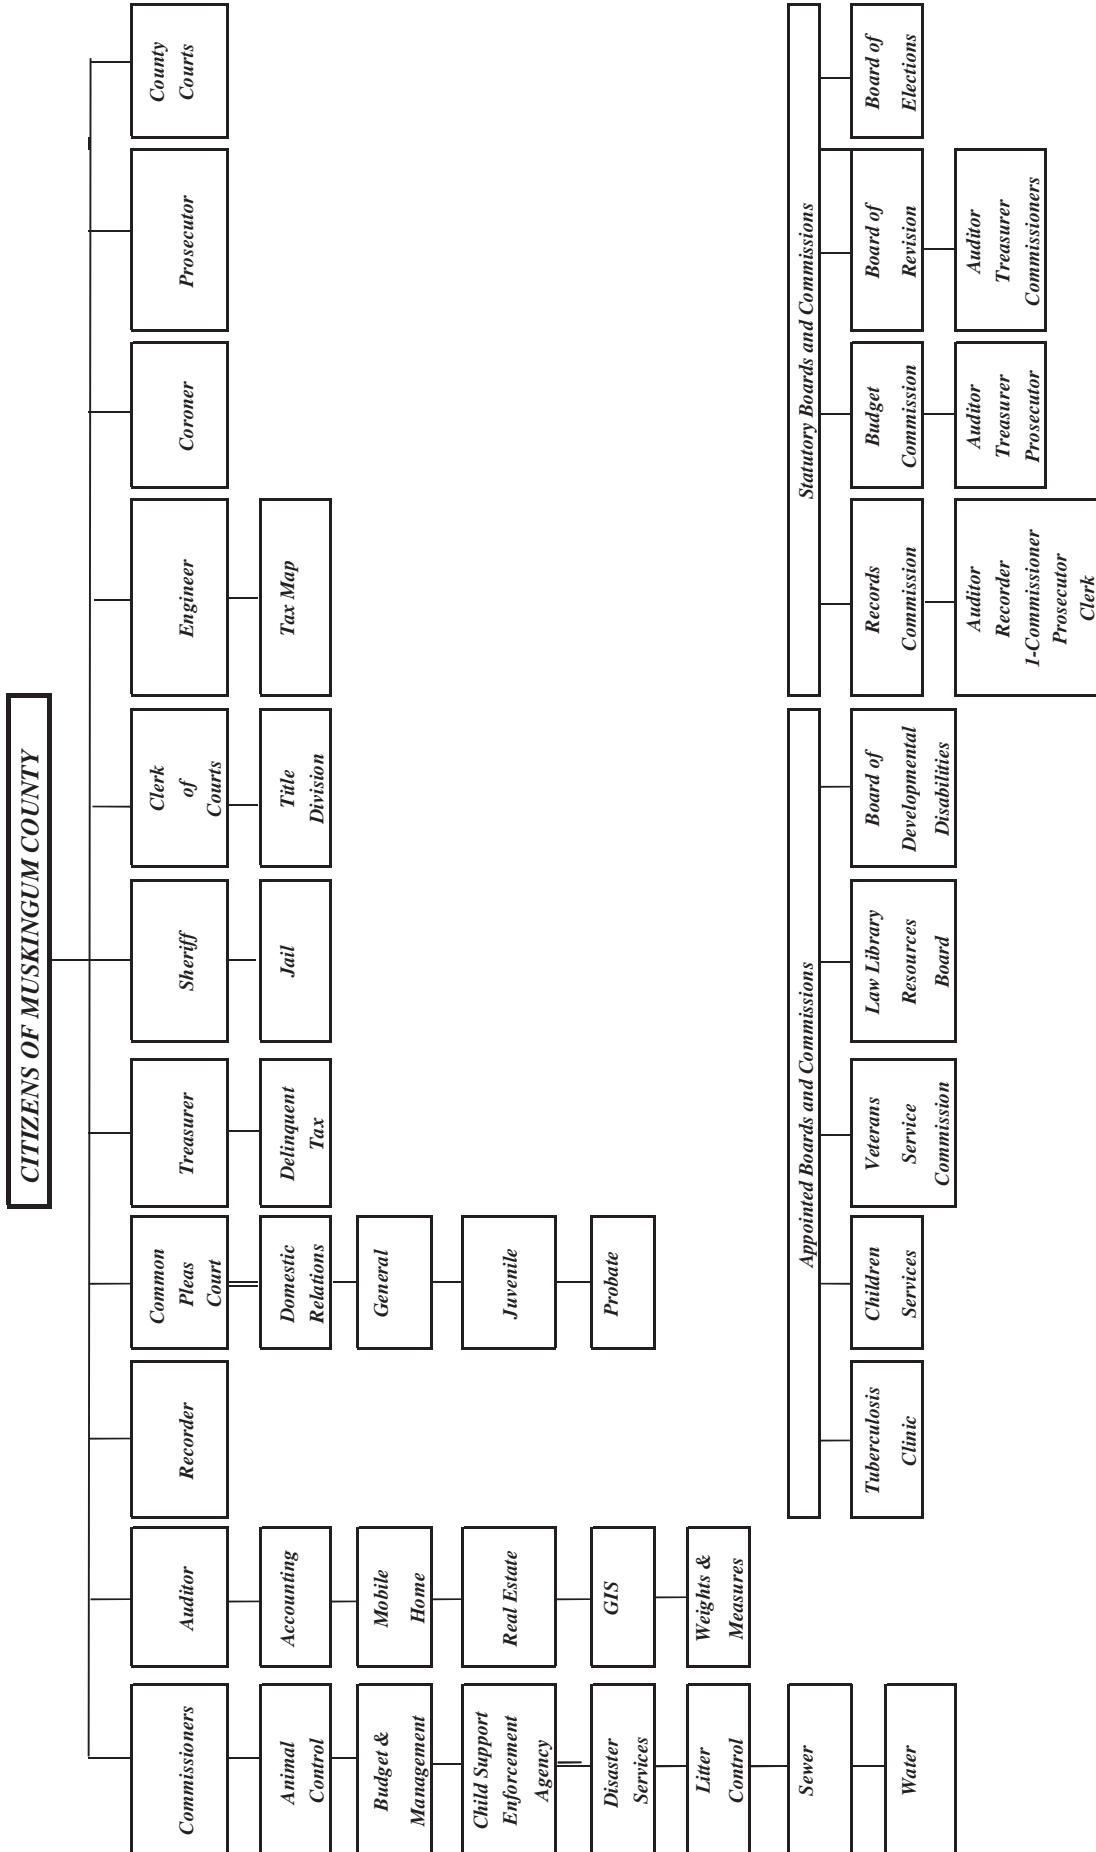 CITIZENS OF MUSKINGUM COUNTY
Commissioners
Auditor
Recorder
Common
Pleas
Court
Treasurer
Sheriff
Clerk
of
Courts
Engineer
Coroner
Prosecutor
County
Courts
Animal
Control
Accounting
Domestic
Relations
Delinquent
Tax
Jail
Title
Division
Tax Map
Budget &
Management
Mobile
Home
General
Child Support
Enforcement
Agency
Real Estate
Juvenile
Disaster
Services
GIS
Probate
Litter
Control
Weights &
Measures
Sewer
Water
Appointed Boards and Commissions
Tuberculosis
Clinic
Children
Services
Veterans
Service
Commission
Law Library
Resources
Board
Board of
Developmental
Disabilities
Statutory Boards and Commissions
Records
Commission
Budget
Commission
Board of
Revision
Board of
Elections
Auditor
Recorder
1-Commissioner
Prosecutor
Clerk
Auditor
Treasurer
Prosecutor
Auditor
Treasurer
Commissioners